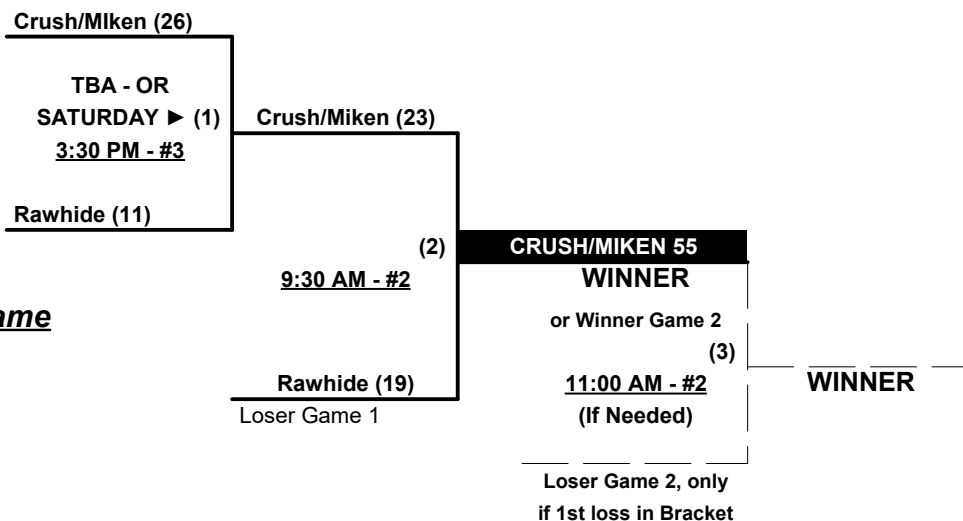 Crush/MIken (26)
TBA - OR
SATURDAY ► (1)
3:30 PM - #3
Crush/Miken (23)
Rawhide (11)
(2)
9:30 AM - #2
CRUSH/MIKEN 55
WINNER
or Winner Game 2
(3)
11:00 AM - #2
(If Needed)
WINNER
Rawhide (19)
Loser Game 1
Loser Game 2, only
if 1st loss in Bracket